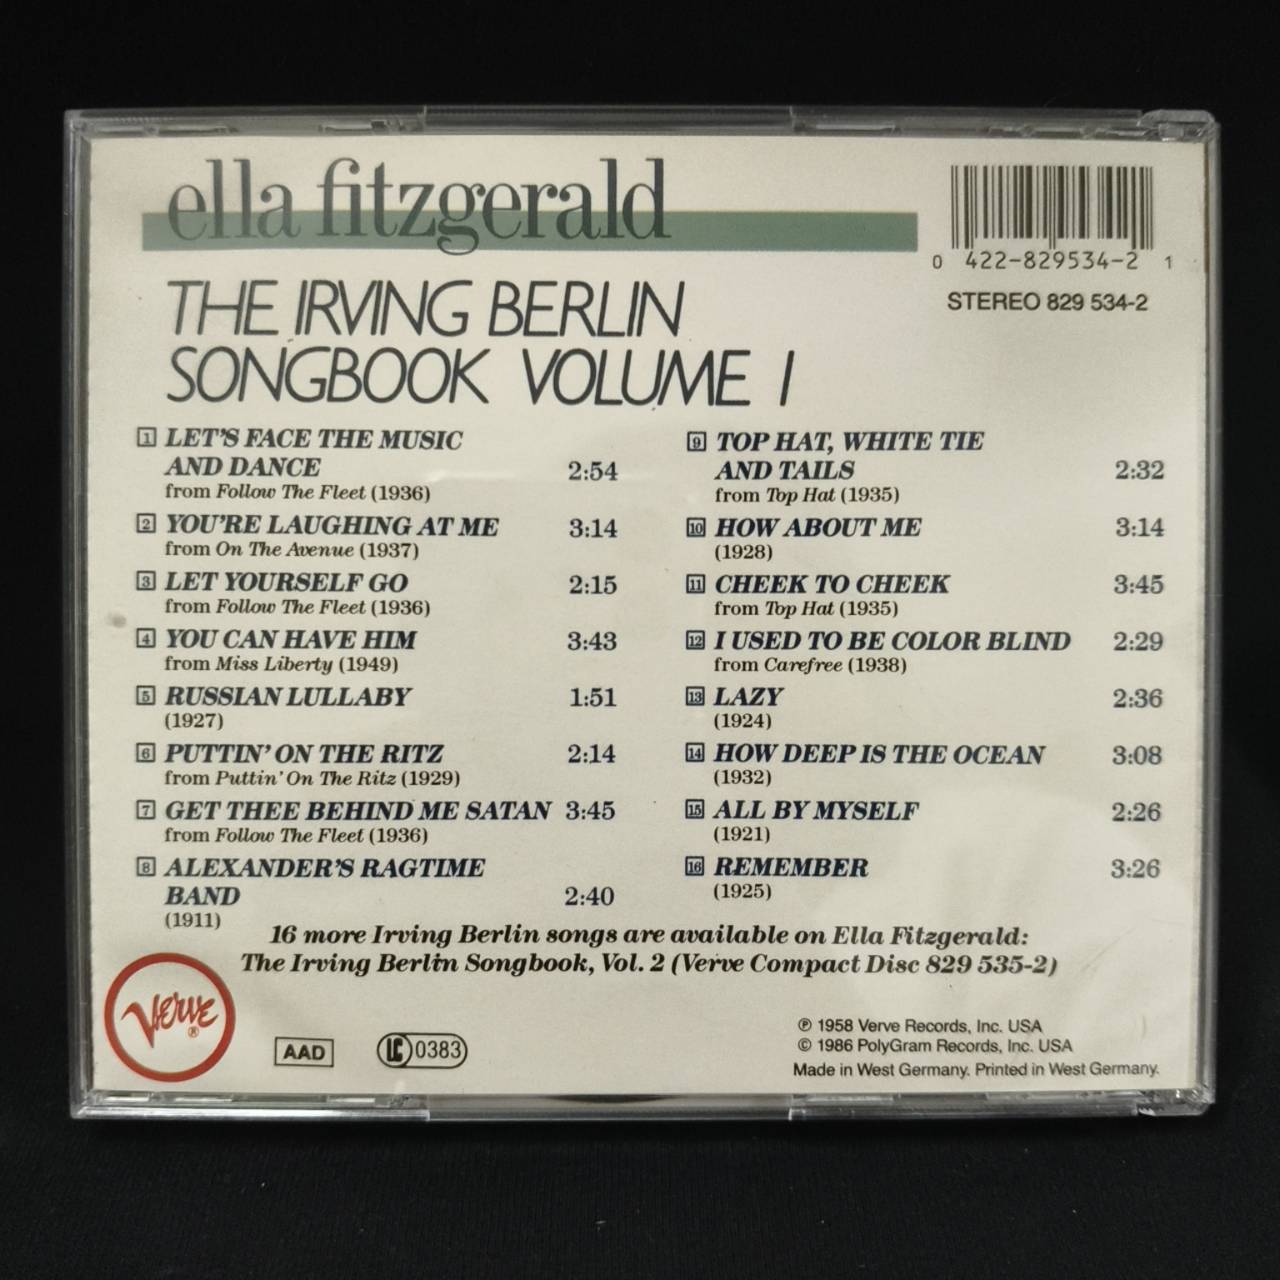 ella fitzgerald
0 422-829534-2 1
STEREO 829 534-2
THE IRVING BERLIN
SONGBOOK VOLUME I
1 LET'S FACE THE MUSIC
AND DANCE 2:54
from Follow The Fleet (1936)
2 YOU'RE LAUGHING AT ME 3:14
from On The Avenue (1937)
3 LET YOURSELF GO 2:15
from Follow The Fleet (1936)
4 YOU CAN HAVE HIM 3:43
from Miss Liberty (1949)
5 RUSSIAN LULLABY 1:51
(1927)
6 PUTTIN' ON THE RITZ 2:14
from Puttin' On The Ritz (1929)
7 GET THEE BEHIND ME SATAN 3:45
from Follow The Fleet (1936)
8 ALEXANDER'S RAGTIME
BAND 2:40
(1911)
9 TOP HAT, WHITE TIE
AND TAILS 2:32
from Top Hat (1935)
10 HOW ABOUT ME 3:14
(1928)
11 CHEEK TO CHEEK 3:45
from Top Hat (1935)
12 I USED TO BE COLOR BLIND 2:29
from Carefree (1938)
13 LAZY 2:36
(1924)
14 HOW DEEP IS THE OCEAN 3:08
(1932)
15 ALL BY MYSELF 2:26
(1921)
16 REMEMBER 3:26
(1925)
16 more Irving Berlin songs are available on Ella Fitzgerald:
The Irving Berlin Songbook, Vol. 2 (Verve Compact Disc 829 535-2)
VERVE ®
AAD
LC 0383
℗ 1958 Verve Records, Inc. USA
© 1986 PolyGram Records, Inc. USA
Made in West Germany. Printed in West Germany.